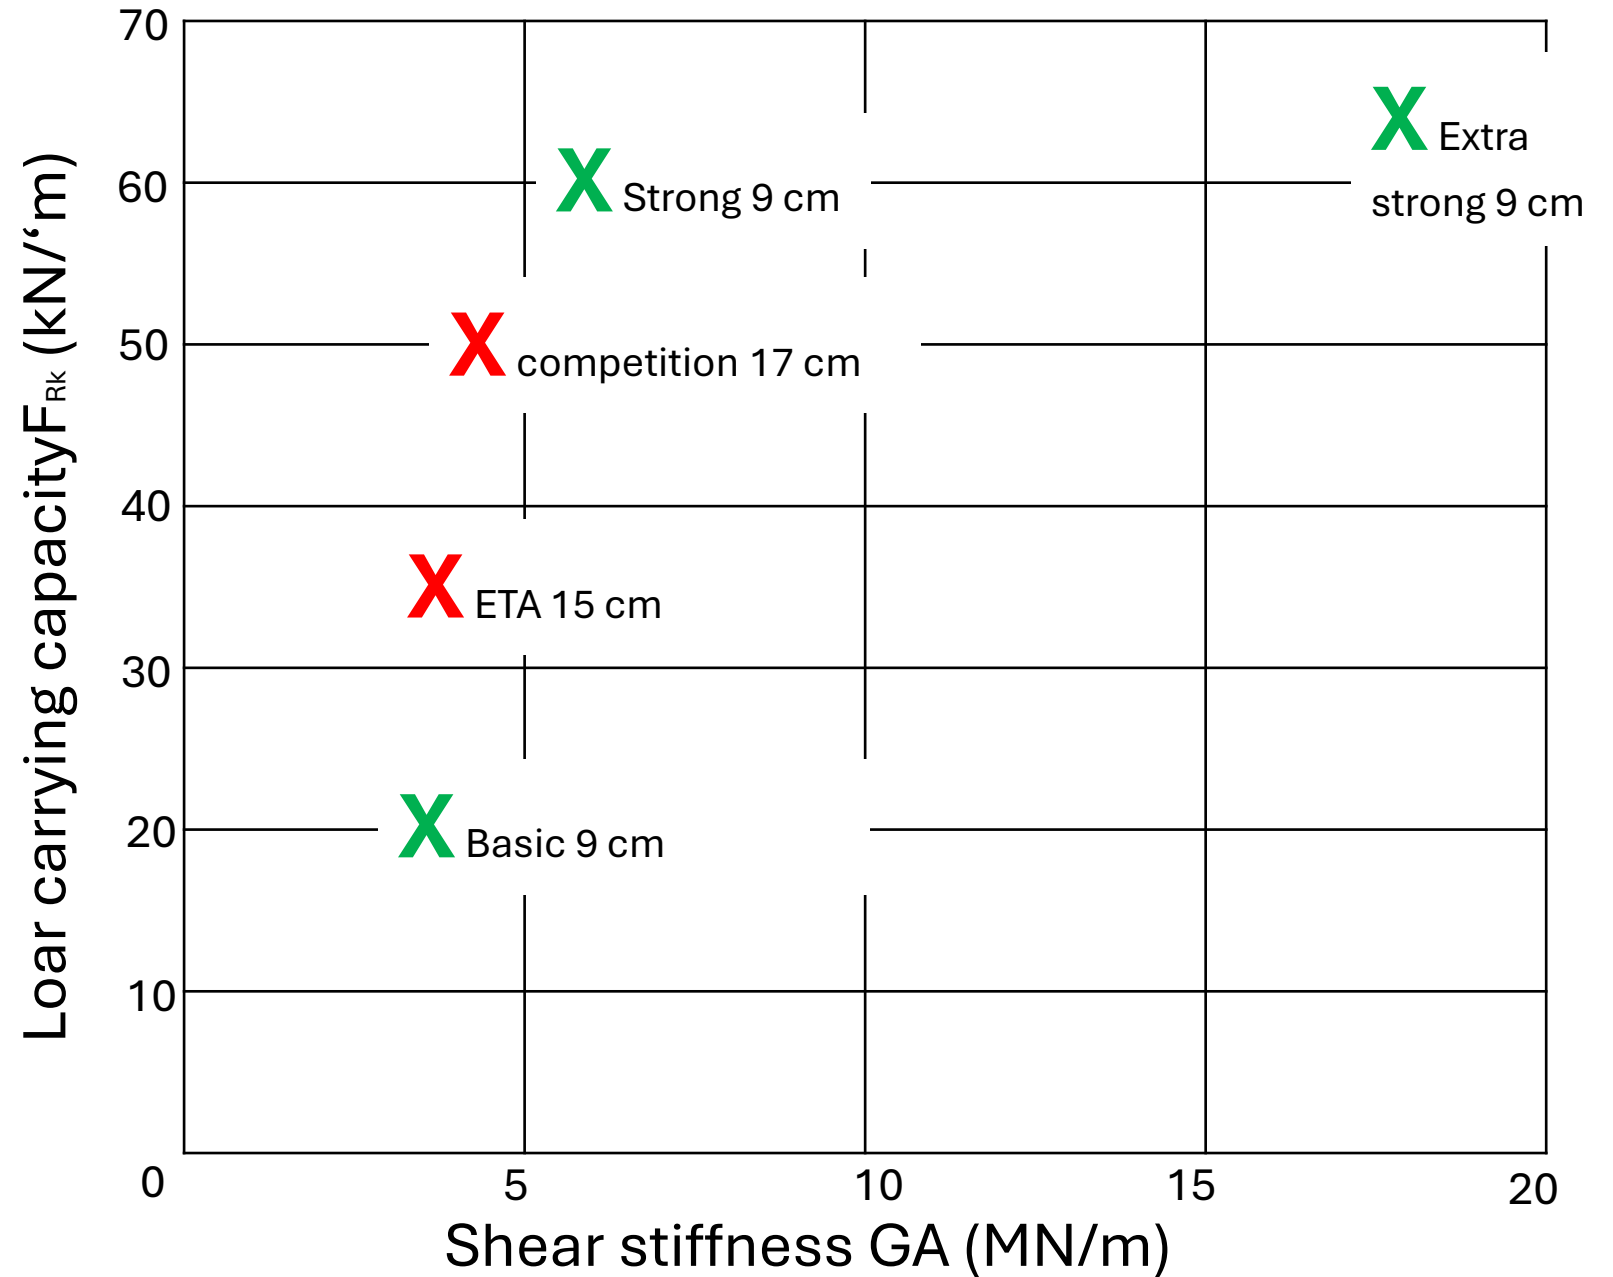 70
X Extra
strong 9 cm
60
X Strong 9 cm
50
X competition 17 cm
40
X ETA 15 cm
30
20
X Basic 9 cm
10
0
5
10
15
20
Shear stiffness GA (MN/m)
Loar carrying capacityFRk (kN/‘m)